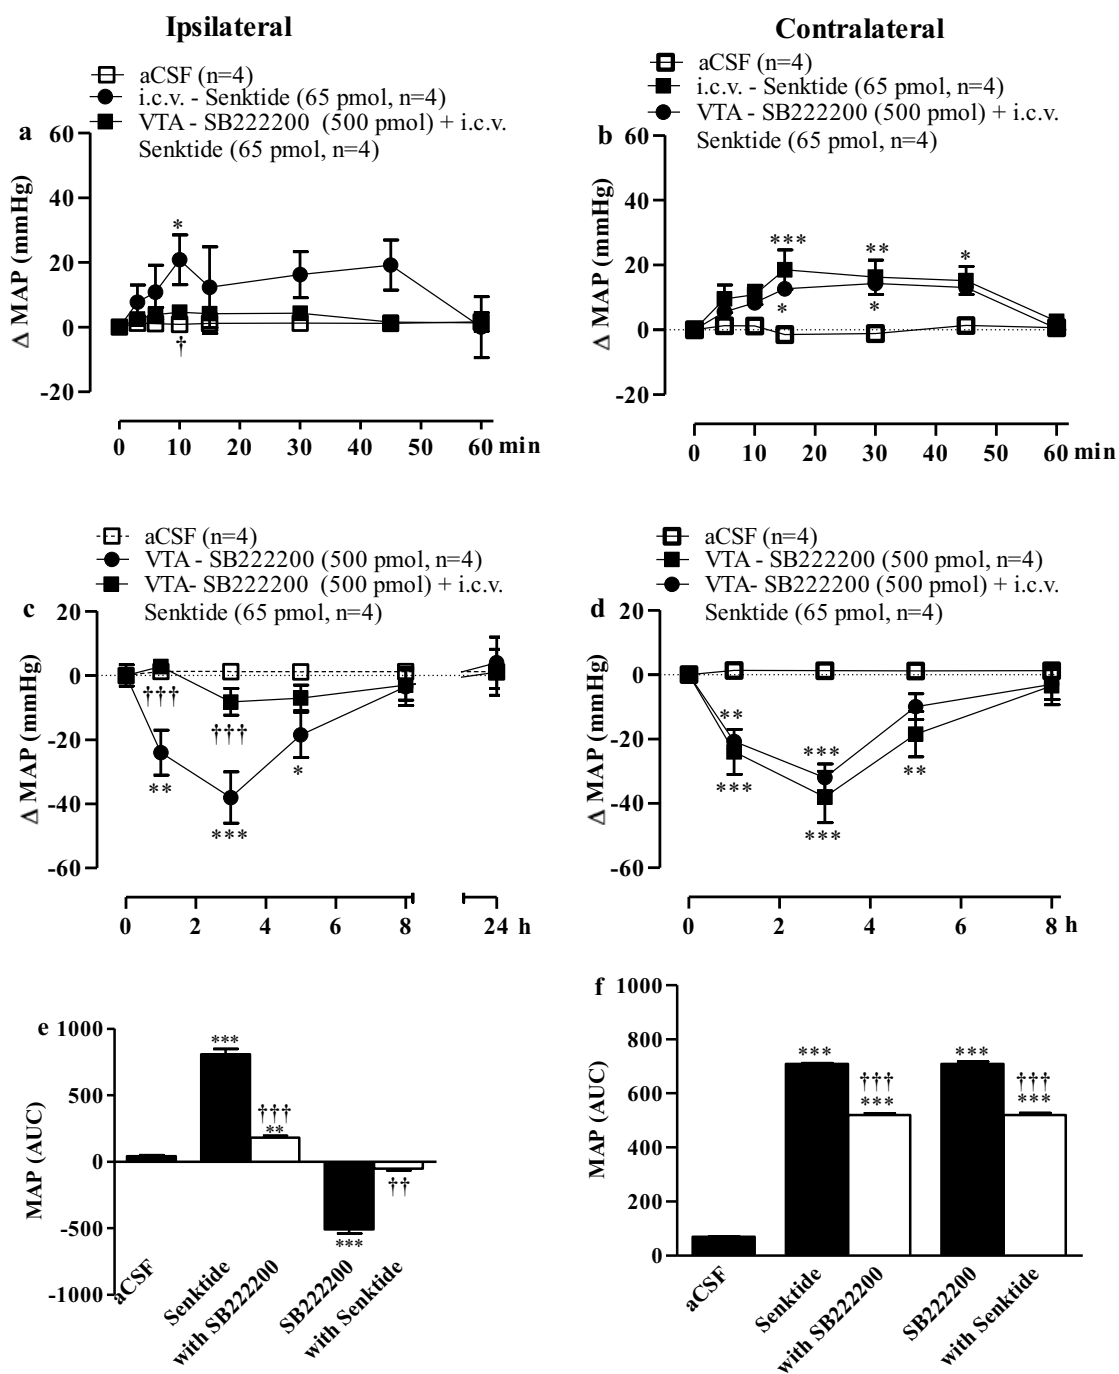 Ipsilateral
aCSF (n=4)
i.c.v. - Senktide (65 pmol, n=4)
VTA - SB222200 (500 pmol) + i.c.v.
Senktide (65 pmol, n=4)
a
60
40
20
0
-20
Δ MAP (mmHg)
*
†
0 10 20 30 40 50 60 min
Contralateral
aCSF (n=4)
i.c.v. - Senktide (65 pmol, n=4)
VTA - SB222200 (500 pmol) + i.c.v.
Senktide (65 pmol, n=4)
b
60
40
20
0
-20
Δ MAP (mmHg)
*** ** *
* *
0 10 20 30 40 50 60 min
aCSF (n=4)
VTA - SB222200 (500 pmol, n=4)
VTA- SB222200 (500 pmol) + i.c.v.
Senktide (65 pmol, n=4)
c
20
0
-20
-40
-60
Δ MAP (mmHg)
†††
†††
*
**
***
0 2 4 6 8 24 h
aCSF (n=4)
VTA - SB222200 (500 pmol, n=4)
VTA- SB222200 (500 pmol) + i.c.v.
Senktide (65 pmol, n=4)
d
20
0
-20
-40
-60
Δ MAP (mmHg)
**
***
**
***
***
0 2 4 6 8 h
e
1000
500
0
-500
-1000
MAP (AUC)
***
†††
**
††
***
aCSF
Senktide
with SB222200
SB222200
with Senktide
f
1000
800
600
400
200
0
MAP (AUC)
*** ***
††† †††
*** ***
aCSF
Senktide
with SB222200
SB222200
with Senktide